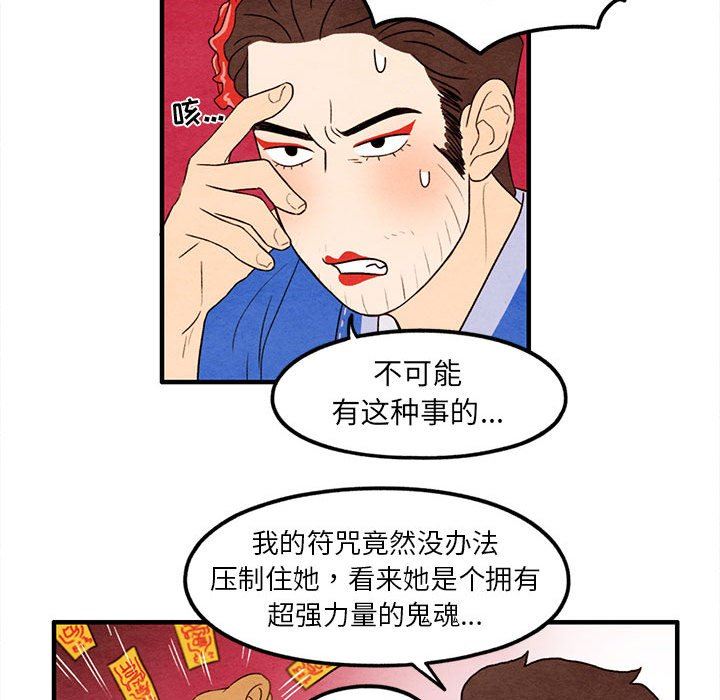 咳...
不可能
有这种事的...
我的符咒竟然没办法
压制住她，看来她是个拥有
超强力量的鬼魂...